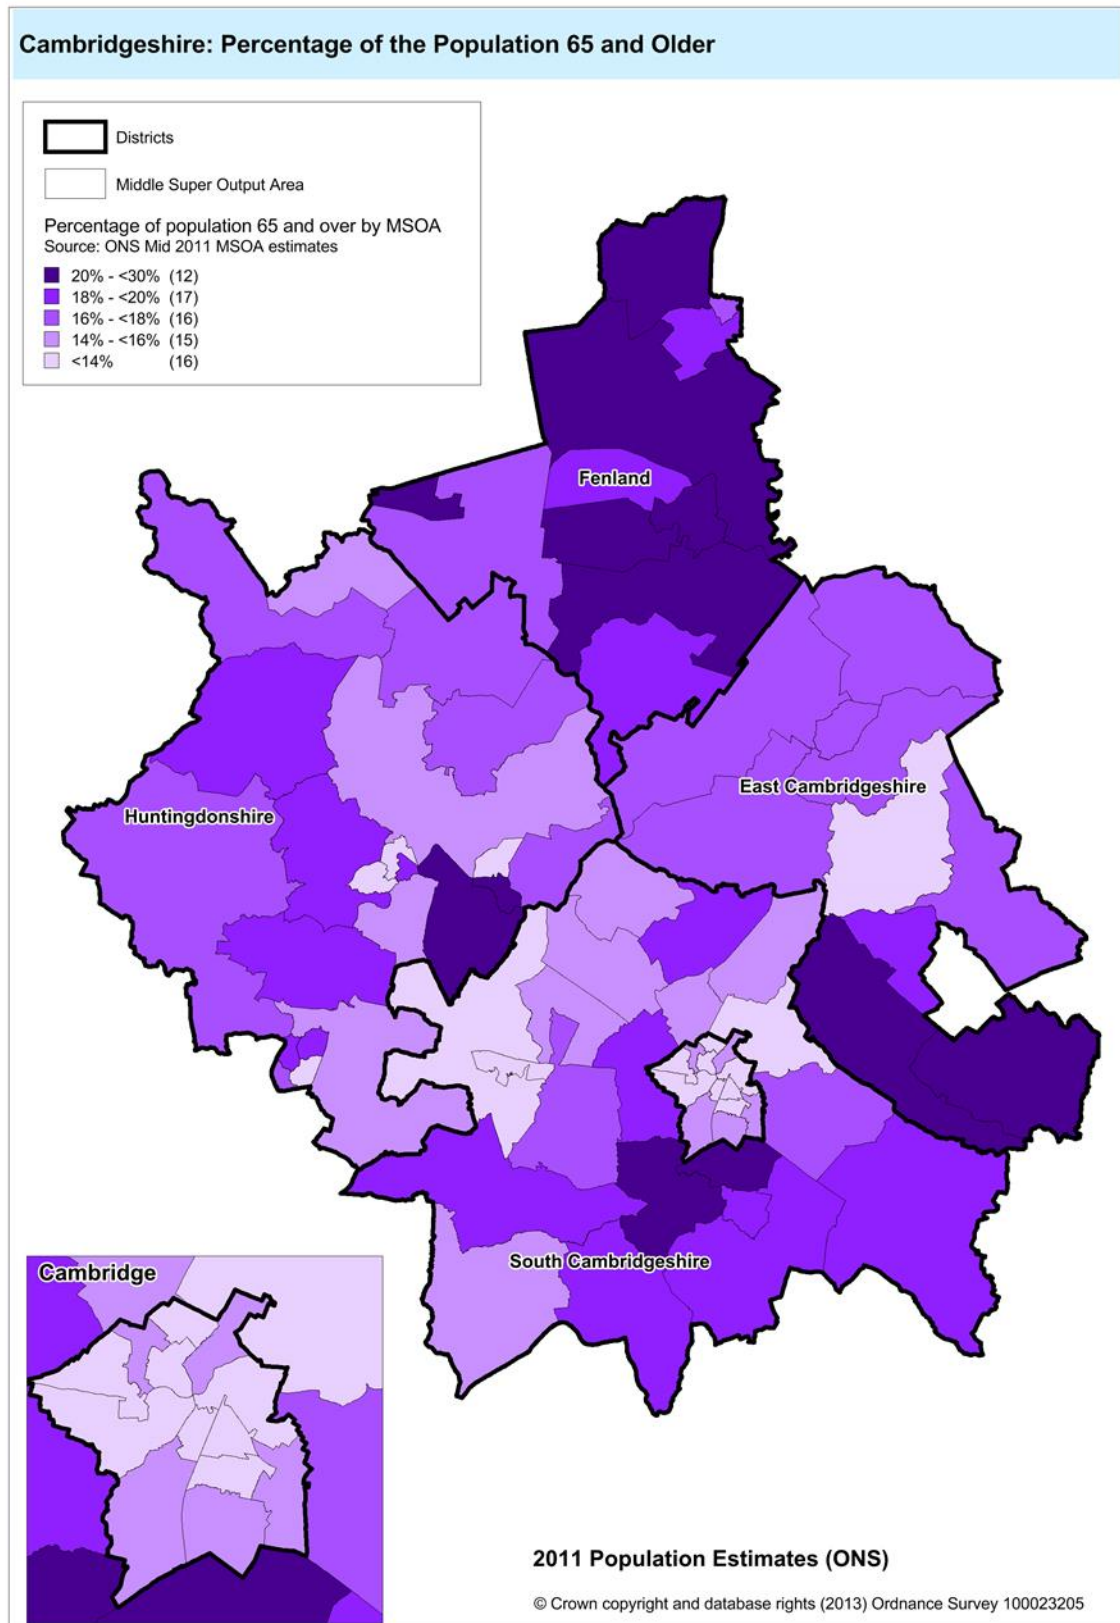 Cambridgeshire: Percentage of the Population 65 and Older
Districts
Middle Super Output Area
Percentage of population 65 and over by MSOA
Source: ONS Mid 2011 MSOA estimates
20% - <30% (12)
18% - <20% (17)
16% - <18% (16)
14% - <16% (15)
<14% (16)
Fenland
East Cambridgeshire
Huntingdonshire
South Cambridgeshire
Cambridge
2011 Population Estimates (ONS)
© Crown copyright and database rights (2013) Ordnance Survey 100023205